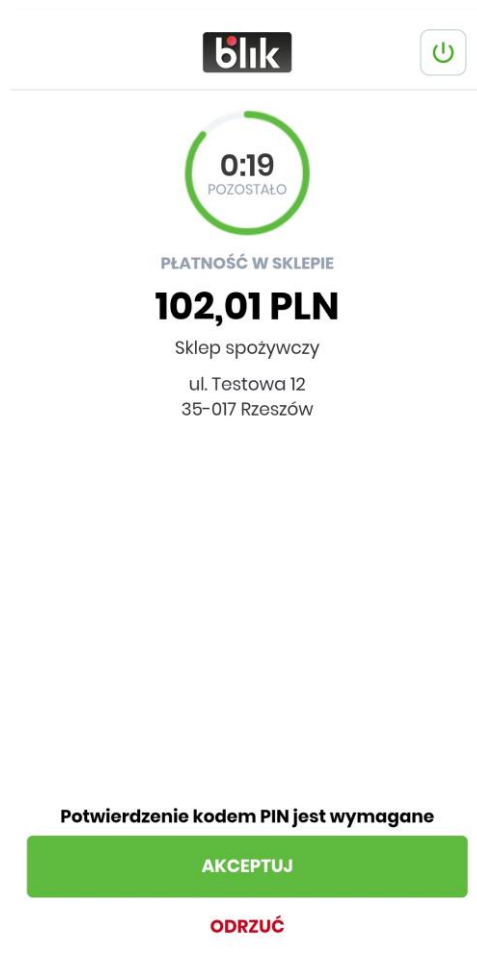 blik
0:19
POZOSTAŁO
PŁATNOŚĆ W SKLEPIE
102,01 PLN
Sklep spożywczy
ul. Testowa 12
35-017 Rzeszów
Potwierdzenie kodem PIN jest wymagane
AKCEPTUJ
ODRZUĆ